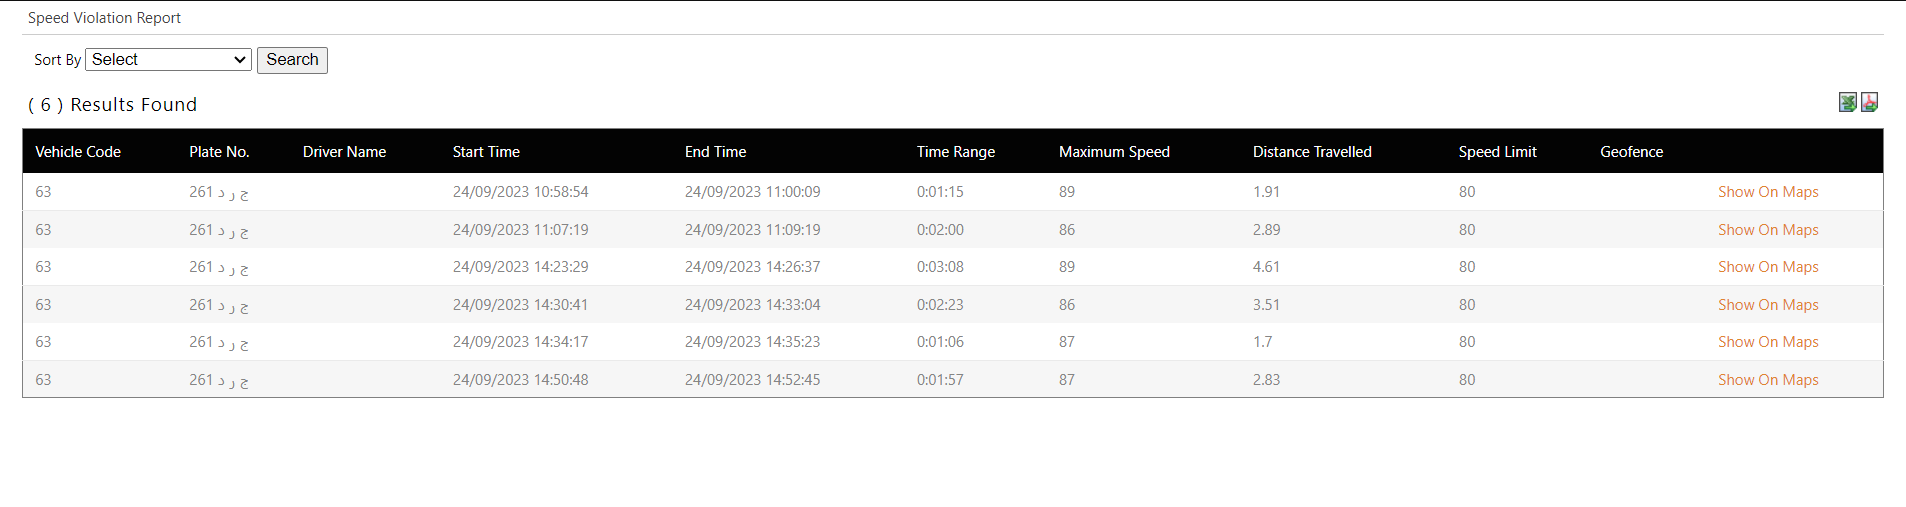 Speed Violation Report
Sort By Select Search
( 6 ) Results Found
Vehicle Code Plate No. Driver Name Start Time End Time Time Range Maximum Speed Distance Travelled Speed Limit Geofence
63 261 ج ر د 24/09/2023 10:58:54 24/09/2023 11:00:09 0:01:15 89 1.91 80 Show On Maps
63 261 ج ر د 24/09/2023 11:07:19 24/09/2023 11:09:19 0:02:00 86 2.89 80 Show On Maps
63 261 ج ر د 24/09/2023 14:23:29 24/09/2023 14:26:37 0:03:08 89 4.61 80 Show On Maps
63 261 ج ر د 24/09/2023 14:30:41 24/09/2023 14:33:04 0:02:23 86 3.51 80 Show On Maps
63 261 ج ر د 24/09/2023 14:34:17 24/09/2023 14:35:23 0:01:06 87 1.7 80 Show On Maps
63 261 ج ر د 24/09/2023 14:50:48 24/09/2023 14:52:45 0:01:57 87 2.83 80 Show On Maps